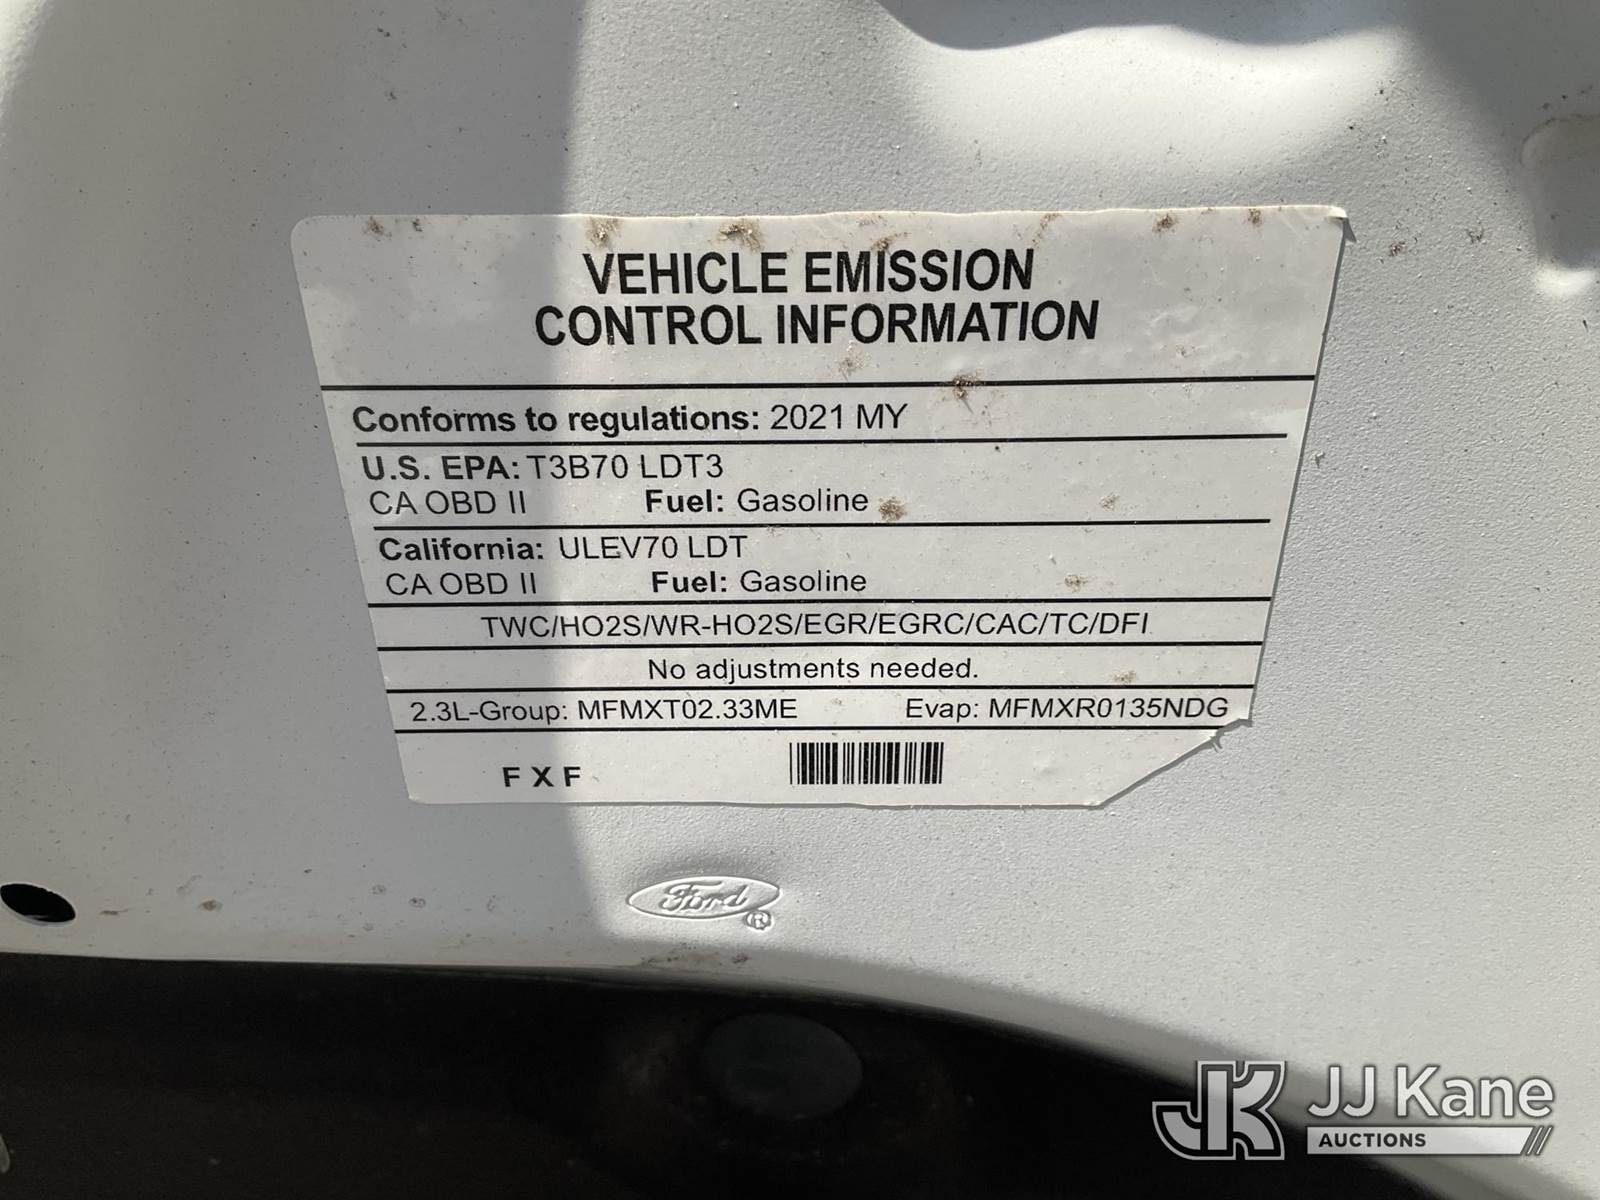 VEHICLE EMISSION
CONTROL INFORMATION
Conforms to regulations: 2021 MY
U.S. EPA: T3B70 LDT3
CA OBD II Fuel: Gasoline
California: ULEV70 LDT
CA OBD II Fuel: Gasoline
TWC/HO2S/WR-HO2S/EGR/EGRC/CAC/TC/DFI
No adjustments needed.
2.3L-Group: MFMXT02.33ME Evap: MFMXR0135NDG
F X F
Ford ®
JK JJ Kane
AUCTIONS